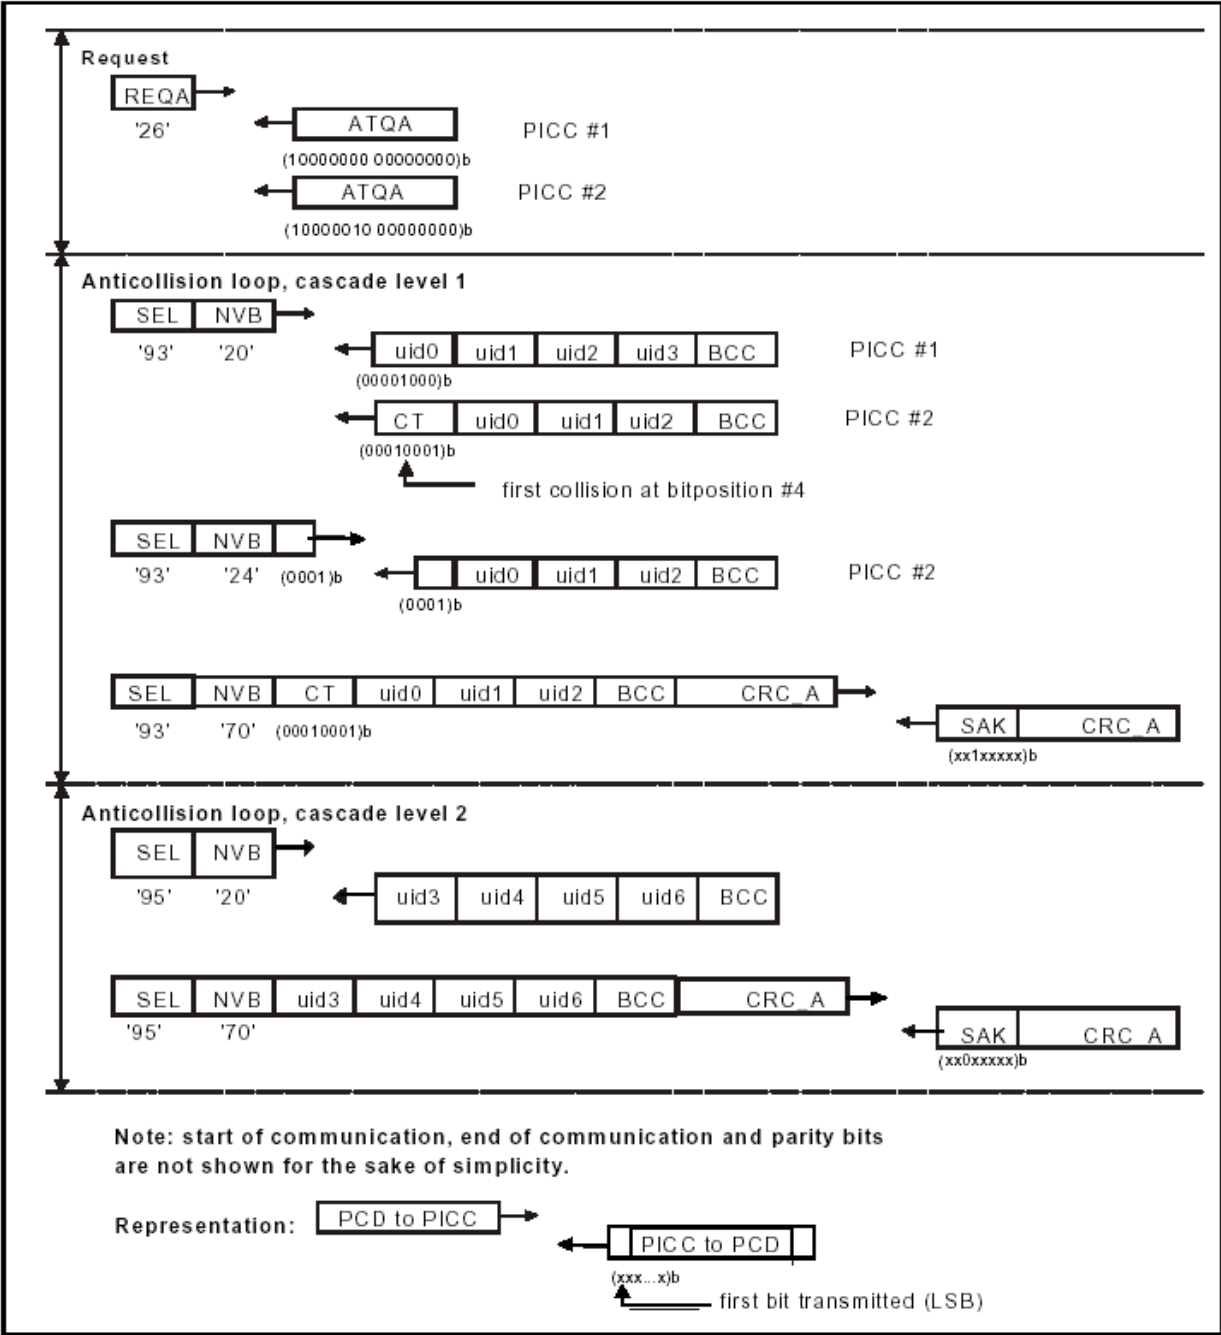 Request
REQA
'26'
ATQA PICC #1
(10000000 00000000)b
ATQA PICC #2
(10000010 00000000)b
Anticollision loop, cascade level 1
SEL NVB
'93' '20'
uid0 uid1 uid2 uid3 BCC PICC #1
(00001000)b
CT uid0 uid1 uid2 BCC PICC #2
(00010001)b
first collision at bitposition #4
SEL NVB
'93' '24' (0001)b
uid0 uid1 uid2 BCC PICC #2
(0001)b
SEL NVB CT uid0 uid1 uid2 BCC CRC_A
'93' '70' (00010001)b
SAK CRC_A
(xx1xxxxx)b
Anticollision loop, cascade level 2
SEL NVB
'95' '20'
uid3 uid4 uid5 uid6 BCC
SEL NVB uid3 uid4 uid5 uid6 BCC CRC_A
'95' '70'
SAK CRC A
(xx0xxxxx)b
Note: start of communication, end of communication and parity bits
are not shown for the sake of simplicity.
Representation: PCD to PICC
PICC to PCD
(xxx...x)b
first bit transmitted (LSB)